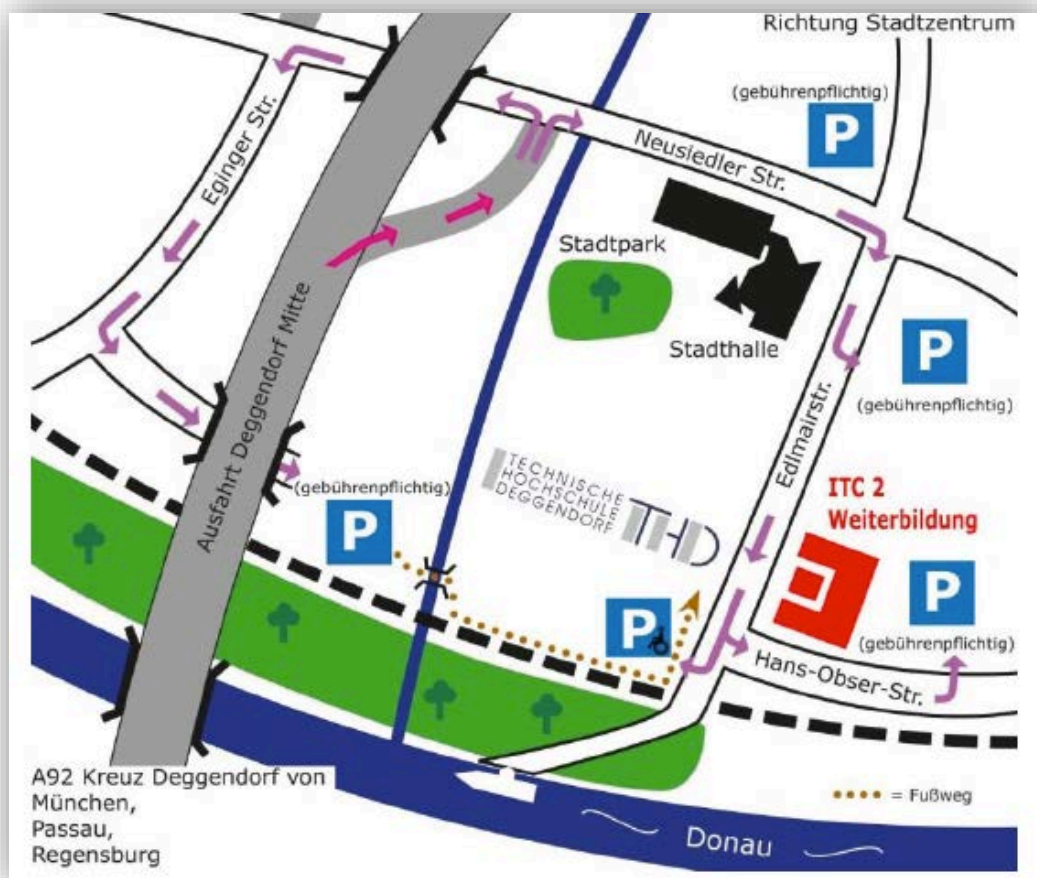 Richtung Stadtzentrum
(gebührenpflichtig)
P
Neusiedler Str.
Eginger Str.
Stadtpark
Stadthalle
P
(gebührenpflichtig)
Ausfahrt Deggendorf Mitte
Edlmairstr.
TECHNISCHE
HOCHSCHULE
DEGGENDORF
THD
ITC 2
Weiterbildung
(gebührenpflichtig)
P
P
(gebührenpflichtig)
P
Hans-Obser-Str.
A92 Kreuz Deggendorf von
München,
Passau,
Regensburg
= Fußweg
Donau